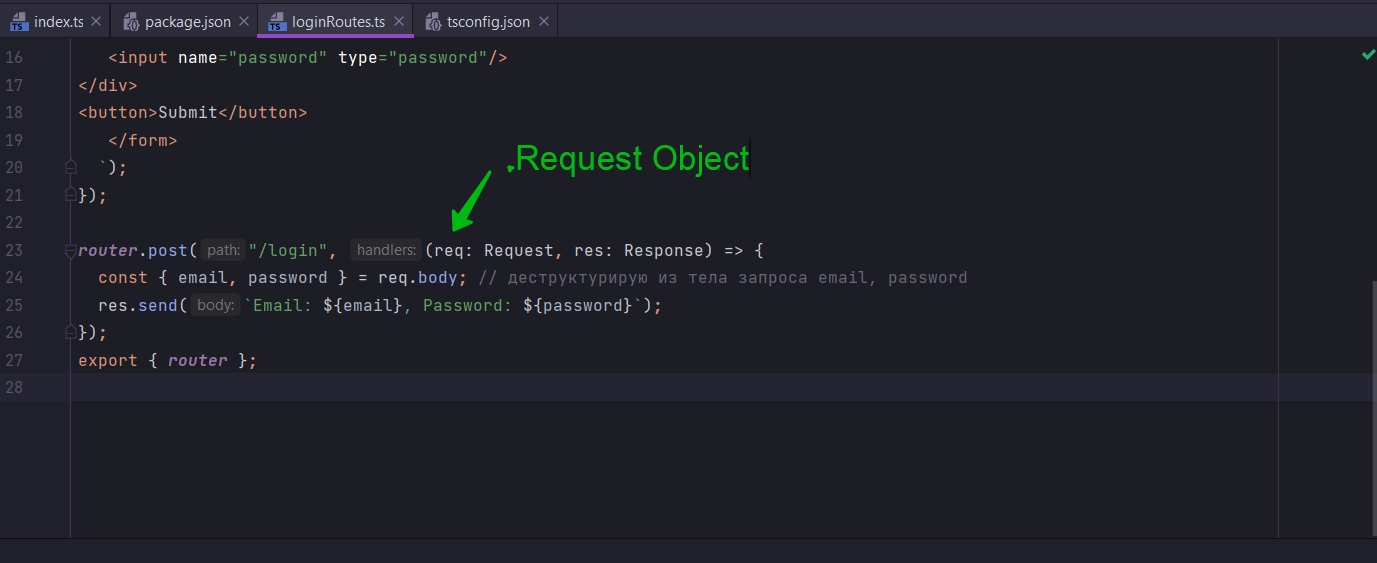 index.ts package.json loginRoutes.ts tsconfig.json
16 <input name="password" type="password"/>
17 </div>
18 <button>Submit</button>
19 </form>
.Request Object
20 `);
21 });
22
23 router.post( path: "/login", handlers: (req: Request, res: Response) => {
24 const { email, password } = req.body; // деструктурирую из тела запроса email, password
25 res.send( body: `Email: ${email}, Password: ${password}`);
26 });
27 export { router };
28